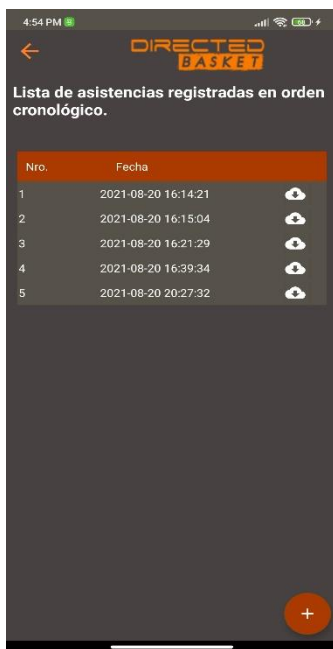 4:54 PM
DIRECTED
BASKET
Lista de asistencias registradas en orden
cronológico.
Nro. Fecha
1 2021-08-20 16:14:21
2 2021-08-20 16:15:04
3 2021-08-20 16:21:29
4 2021-08-20 16:39:34
5 2021-08-20 20:27:32
+